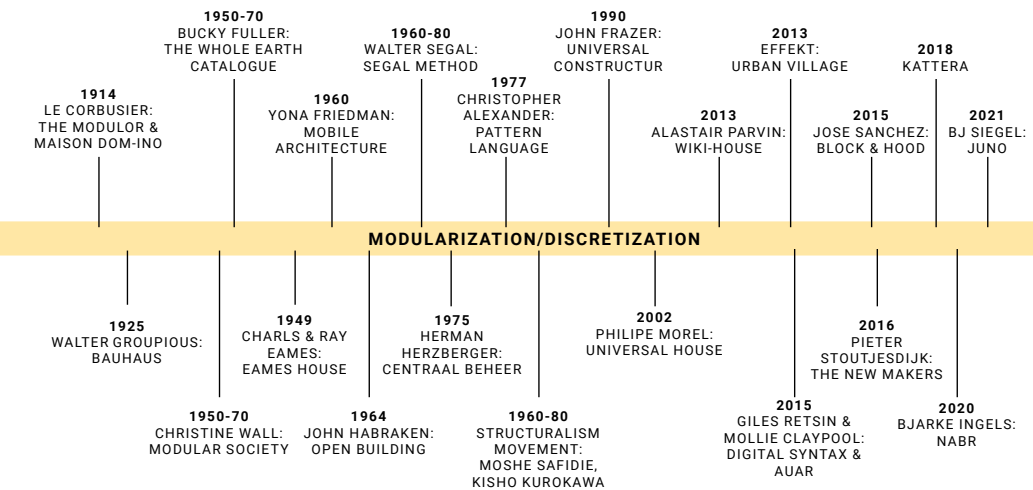 1914
LE CORBUSIER:
THE MODULOR &
MAISON DOM-INO
1950-70
BUCKY FULLER:
THE WHOLE EARTH
CATALOGUE
1960
YONA FRIEDMAN:
MOBILE
ARCHITECTURE
1960-80
WALTER SEGAL:
SEGAL METHOD
1977
CHRISTOPHER
ALEXANDER:
PATTERN
LANGUAGE
1990
JOHN FRAZER:
UNIVERSAL
CONSTRUCTUR
2013
ALASTAIR PARVIN:
WIKI-HOUSE
2013
EFFEKT:
URBAN VILLAGE
2015
JOSE SANCHEZ:
BLOCK & HOOD
2018
KATTERA
2021
BJ SIEGEL:
JUNO
MODULARIZATION/DISCRETIZATION
1925
WALTER GROUPIOUS:
BAUHAUS
1950-70
CHRISTINE WALL:
MODULAR SOCIETY
1949
CHARLS & RAY
EAMES:
EAMES HOUSE
1964
JOHN HABRAKEN:
OPEN BUILDING
1975
HERMAN
HERZBERGER:
CENTRAAL BEHEER
1960-80
STRUCTURALISM
MOVEMENT:
MOSHE SAFIDIE,
KISHO KUROKAWA
2002
PHILIPE MOREL:
UNIVERSAL HOUSE
2015
GILES RETSIN &
MOLLIE CLAYPOOL:
DIGITAL SYNTAX &
AUAR
2016
PIETER
STOUTJESDIJK:
THE NEW MAKERS
2020
BJARKE INGELS:
NABR